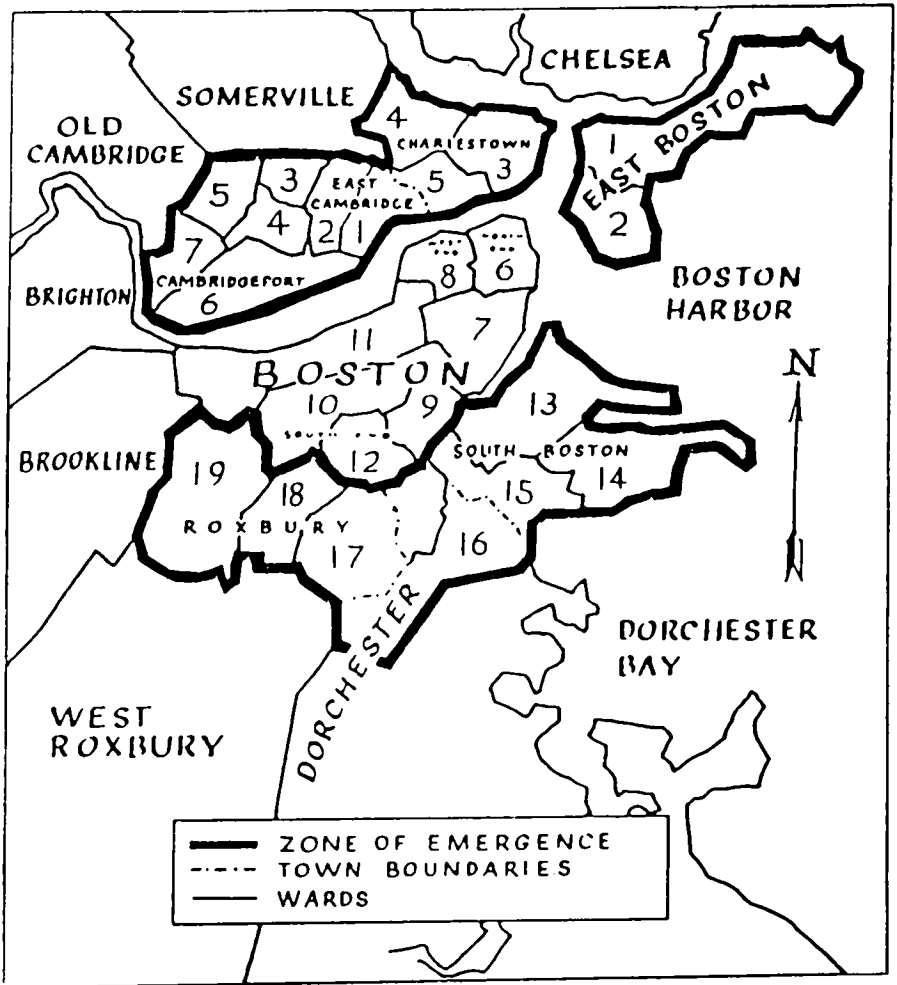 CHELSEA
SOMERVILLE
OLD
CAMBRIDGE
4
CHARLESTOWN
3
5
EAST BOSTON
1
2
5
3
EAST
CAMBRIDGE
4
2
1
7
CAMBRIDGEPORT
6
BRIGHTON
8
6
7
BOSTON
HARBOR
11
BOSTON
10
9
12
N
13
SOUTH BOSTON
14
15
16
BROOKLINE
19
18
ROXBURY
17
DORCHESTER
DORCHESTER
BAY
WEST
ROXBURY
ZONE OF EMERGENCE
TOWN BOUNDARIES
WARDS